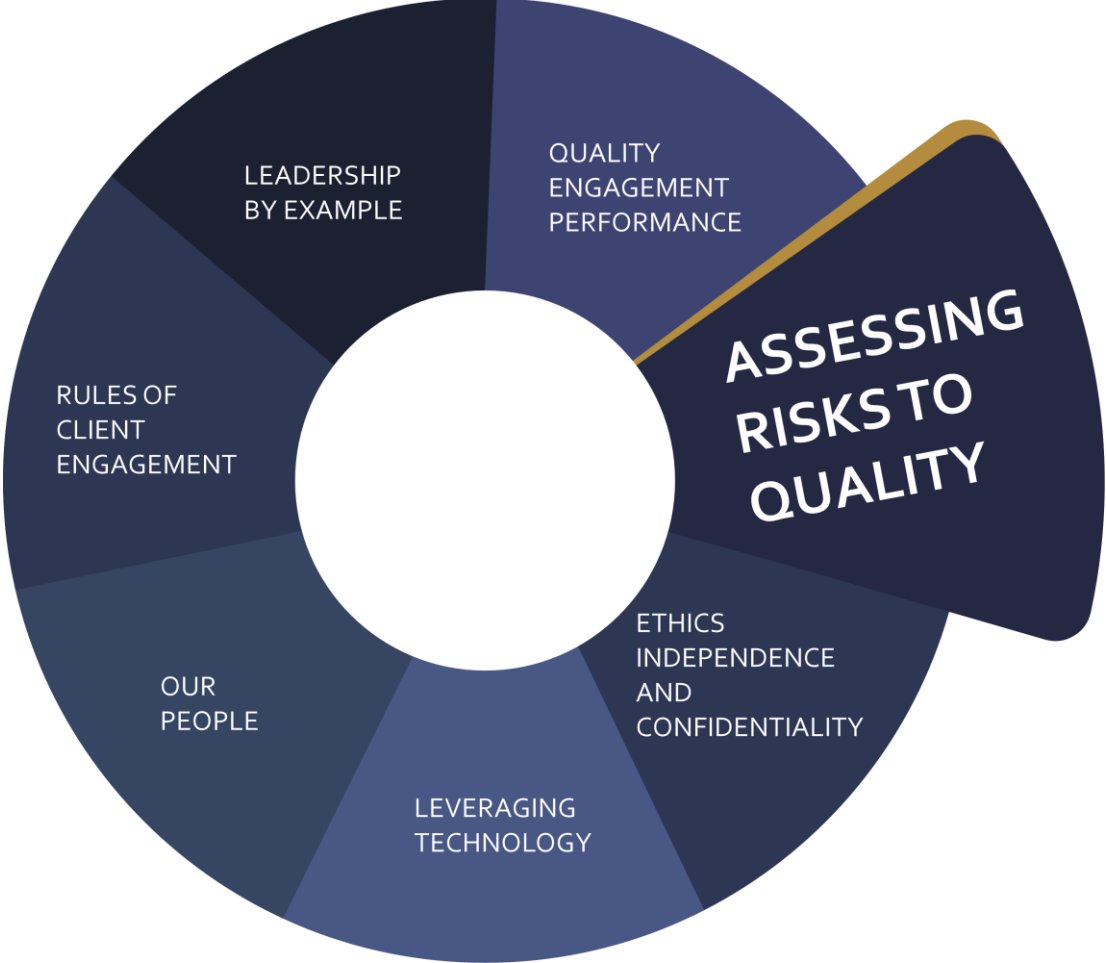 LEADERSHIP
BY EXAMPLE
QUALITY
ENGAGEMENT
PERFORMANCE
ASSESSING
RISKS TO
QUALITY
ETHICS
INDEPENDENCE
AND
CONFIDENTIALITY
LEVERAGING
TECHNOLOGY
OUR
PEOPLE
RULES OF
CLIENT
ENGAGEMENT